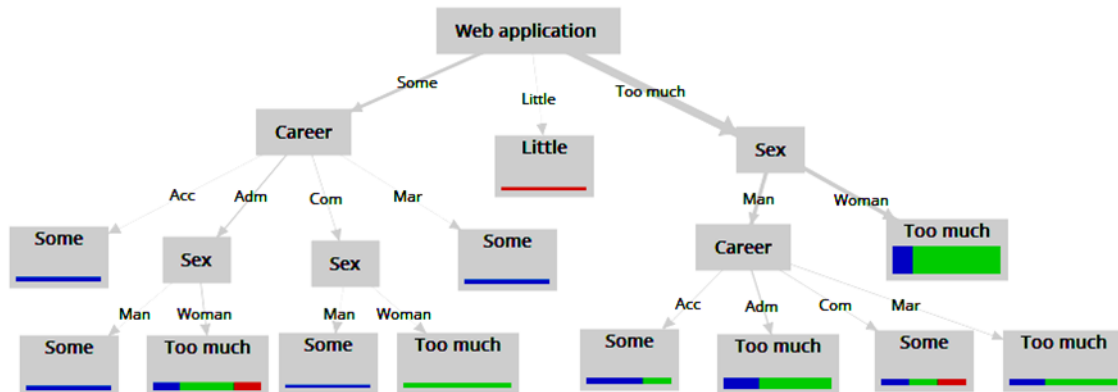 Web application
Some
Little
Too much
Career
Little
Sex
Acc
Adm
Com
Mar
Man
Woman
Some
Sex
Sex
Some
Career
Too much
Man
Woman
Man
Woman
Acc
Adm
Com
Mar
Some
Too much
Some
Too much
Some
Too much
Some
Too much